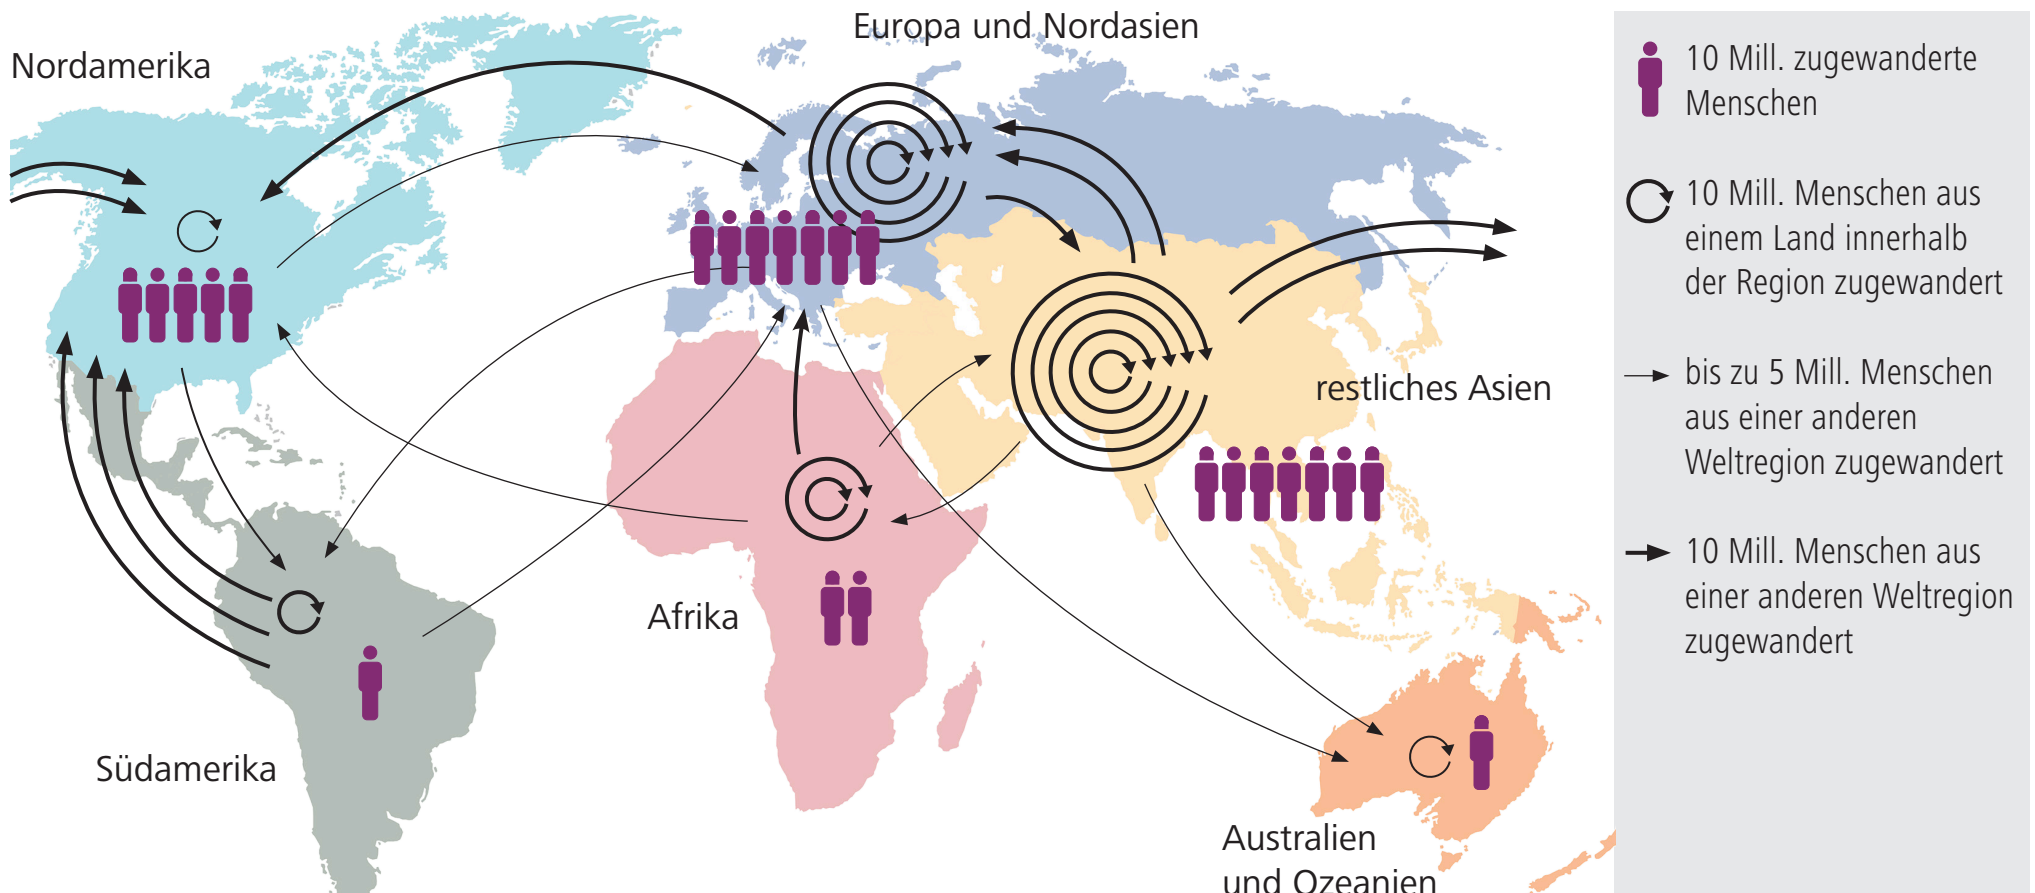 Nordamerika
Europa und Nordasien
restliches Asien
Afrika
Südamerika
Australien
und Ozeanien
10 Mill. zugewanderte
Menschen
10 Mill. Menschen aus
einem Land innerhalb
der Region zugewandert
bis zu 5 Mill. Menschen
aus einer anderen
Weltregion zugewandert
10 Mill. Menschen aus
einer anderen Weltregion
zugewandert